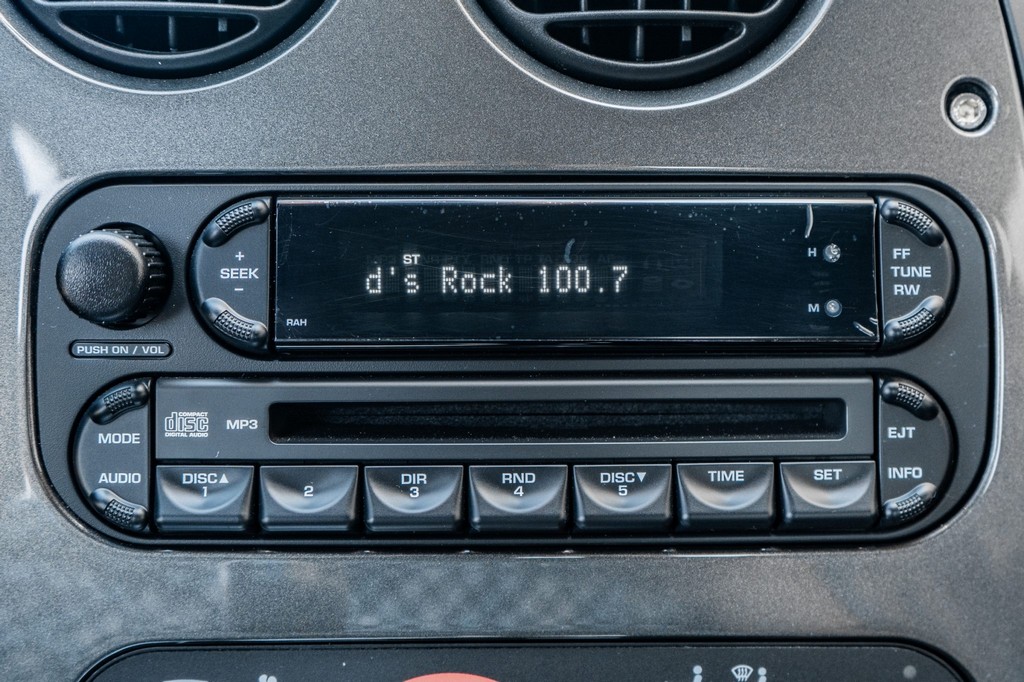 +
SEEK
-
ST
d's Rock 100.7
RAH
H
M
FF
TUNE
RW
PUSH ON / VOL
MODE
AUDIO
COMPACT
disc
DIGITAL AUDIO
MP3
EJT
INFO
DISC▲
1
2
DIR
3
RND
4
DISC▼
5
TIME
SET